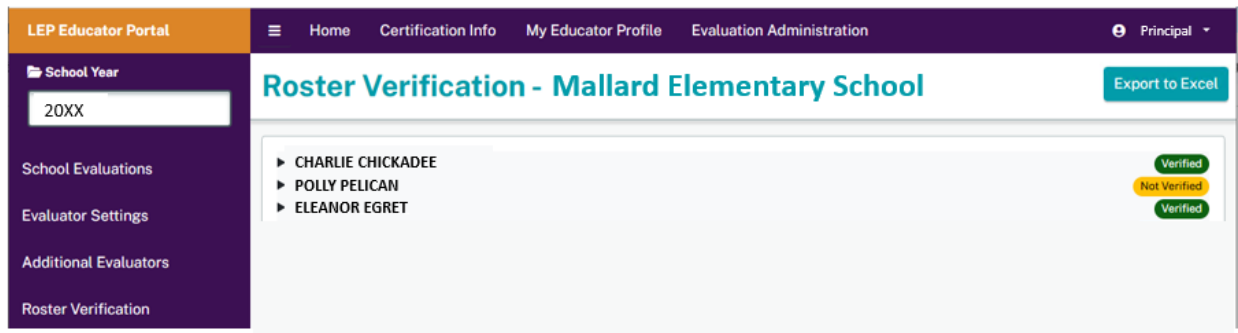 LEP Educator Portal
Home Certification Info My Educator Profile Evaluation Administration
Principal
School Year
20XX
School Evaluations
Evaluator Settings
Additional Evaluators
Roster Verification
Roster Verification - Mallard Elementary School
Export to Excel
CHARLIE CHICKADEE Verified
POLLY PELICAN Not Verified
ELEANOR EGRET Verified